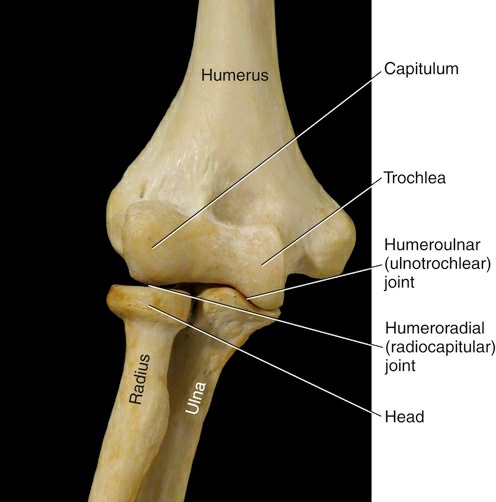 Humerus
Capitulum
Trochlea
Humeroulnar
(ulnotrochlear)
joint
Humeroradial
(radiocapitular)
joint
Radius
Ulna
Head